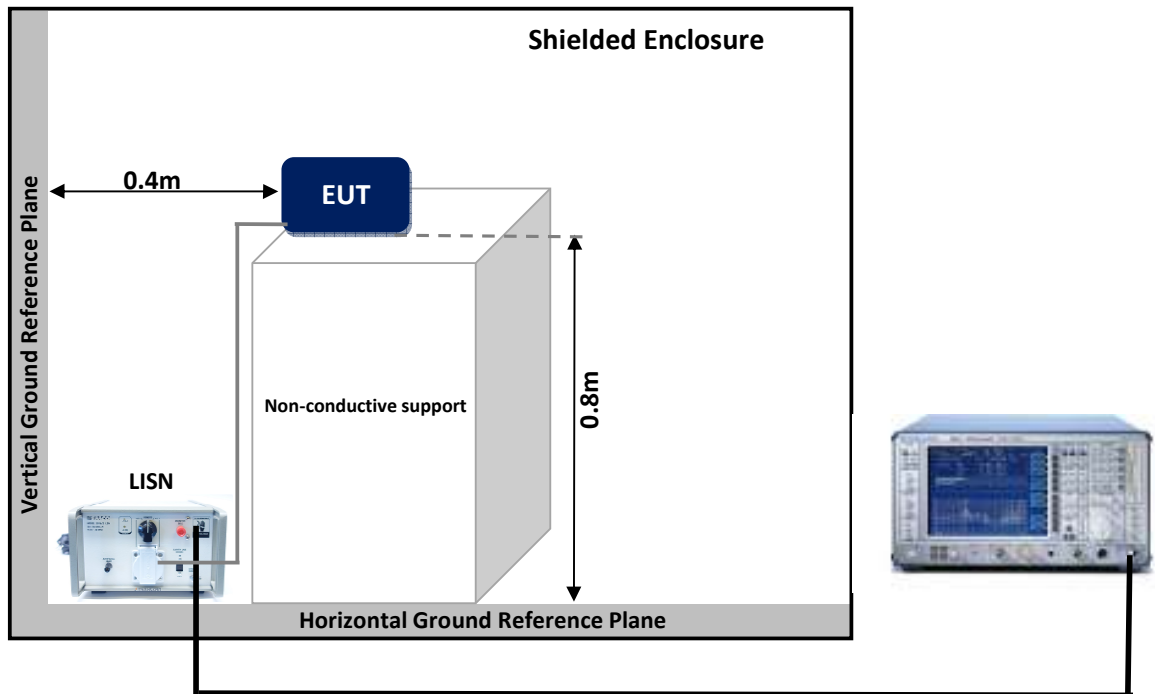 Shielded Enclosure
0.4m
EUT
Vertical Ground Reference Plane
0.8m
Non-conductive support
LISN
Horizontal Ground Reference Plane